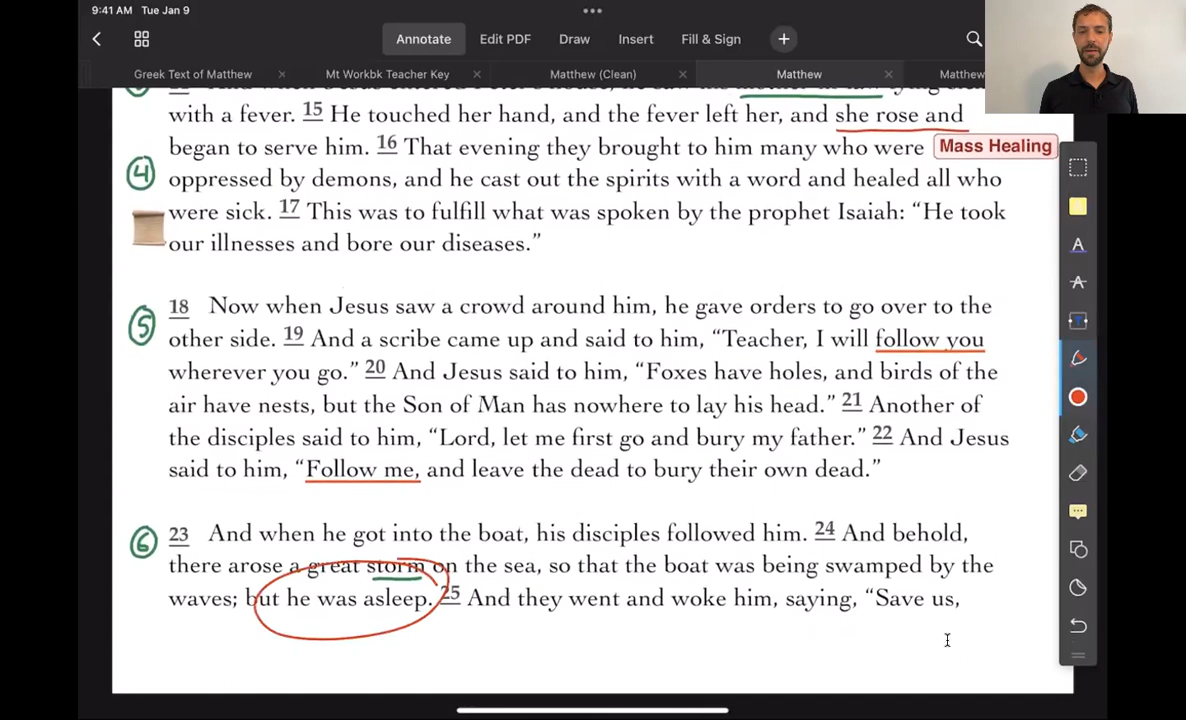 9:41 AM Tue Jan 9
Annotate Edit PDF Draw Insert Fill & Sign
Greek Text of Matthew Mt Workbk Teacher Key Matthew (Clean) Matthew Matthew
with a fever. 15 He touched her hand, and the fever left her, and she rose and
began to serve him. 16 That evening they brought to him many who were Mass Healing
4 oppressed by demons, and he cast out the spirits with a word and healed all who
were sick. 17 This was to fulfill what was spoken by the prophet Isaiah: “He took
our illnesses and bore our diseases.”
5 18 Now when Jesus saw a crowd around him, he gave orders to go over to the
other side. 19 And a scribe came up and said to him, “Teacher, I will follow you
wherever you go.” 20 And Jesus said to him, “Foxes have holes, and birds of the
air have nests, but the Son of Man has nowhere to lay his head.” 21 Another of
the disciples said to him, “Lord, let me first go and bury my father.” 22 And Jesus
said to him, “Follow me, and leave the dead to bury their own dead.”
6 23 And when he got into the boat, his disciples followed him. 24 And behold,
there arose a great storm on the sea, so that the boat was being swamped by the
waves; but he was asleep. 25 And they went and woke him, saying, “Save us,